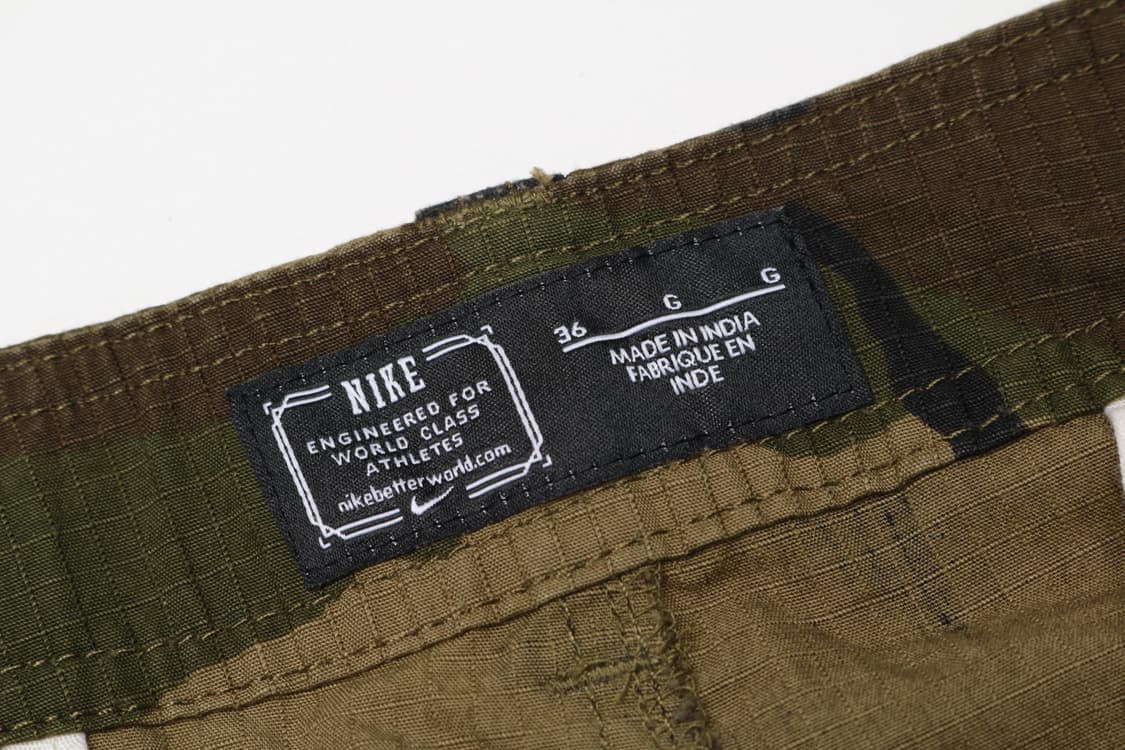 NIKE
ENGINEERED FOR
WORLD CLASS
ATHLETES
nikebetterworld.com
36 G G
MADE IN INDIA
FABRIQUE EN
INDE